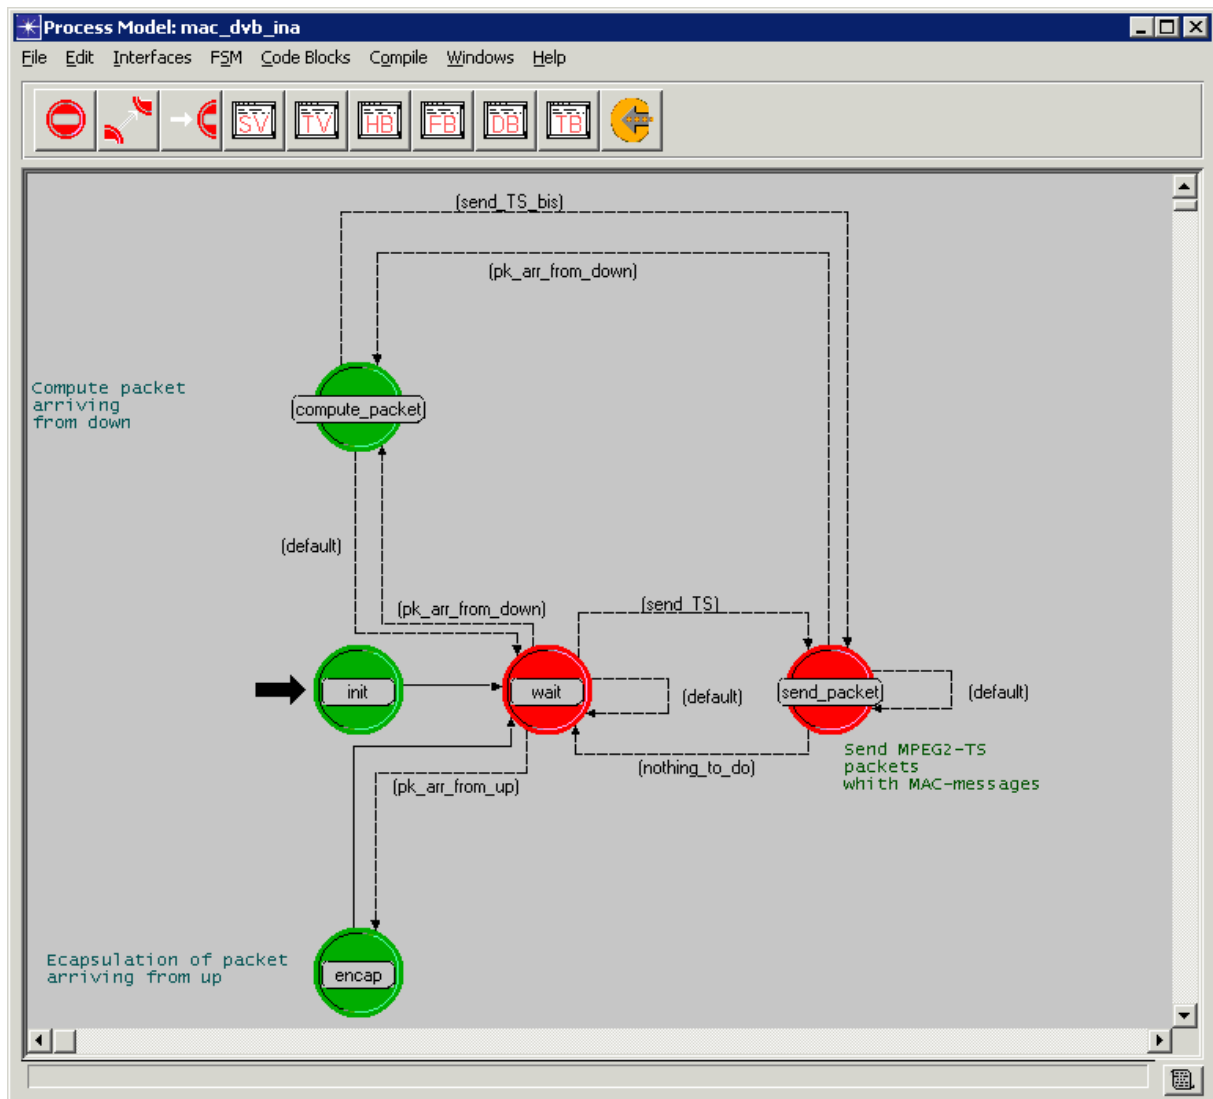 Process Model: mac_dvb_ina
File Edit Interfaces FSM Code Blocks Compile Windows Help
SV TV HB FB DB TB
(send_TS_bis)
(pk_arr_from_down)
Compute packet
arriving
from down
compute_packet
(default)
(pk_arr_from_down)
(send_TS)
init
wait
(default)
send_packet
(default)
(nothing_to_do)
Send MPEG2-TS
packets
whith MAC-messages
(pk_arr_from_up)
Ecapsulation of packet
arriving from up
encap